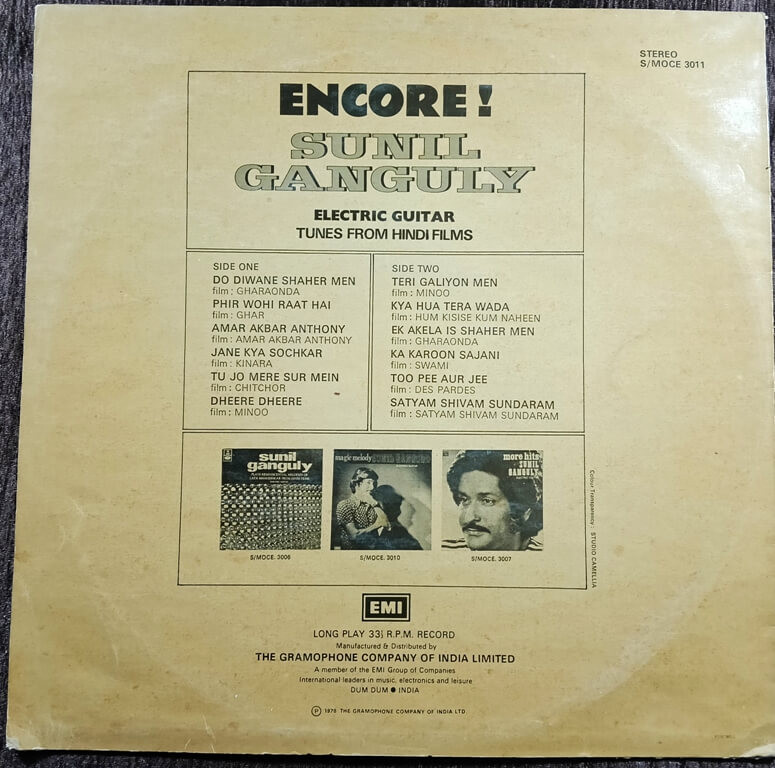 STEREO
S/MOCE 3011
ENCORE!
SUNIL
GANGULY
ELECTRIC GUITAR
TUNES FROM HINDI FILMS
SIDE ONE
DO DIWANE SHAHER MEN
film : GHARAONDA
PHIR WOHI RAAT HAI
film : GHAR
AMAR AKBAR ANTHONY
film : AMAR AKBAR ANTHONY
JANE KYA SOCHKAR
film : KINARA
TU JO MERE SUR MEIN
film : CHITCHOR
DHEERE DHEERE
film : MINOO
SIDE TWO
TERI GALIYON MEN
film : MINOO
KYA HUA TERA WADA
film : HUM KISISE KUM NAHEEN
EK AKELA IS SHAHER MEN
film : GHARAONDA
KA KAROON SAJANI
film : SWAMI
TOO PEE AUR JEE
film : DES PARDES
SATYAM SHIVAM SUNDARAM
film : SATYAM SHIVAM SUNDARAM
sunil
ganguly
magic melody SUNIL GANGULY
more hits
SUNIL
GANGULY
S/MOCE. 3006
S/MOCE. 3010
S/MOCE. 3007
Colour Transparency : STUDIO CAMELLIA
EMI
LONG PLAY 33⅓ R.P.M. RECORD
Manufactured & Distributed by
THE GRAMOPHONE COMPANY OF INDIA LIMITED
A member of the EMI Group of Companies
International leaders in music, electronics and leisure
DUM DUM ● INDIA
Ⓟ 1978 THE GRAMOPHONE COMPANY OF INDIA LTD.